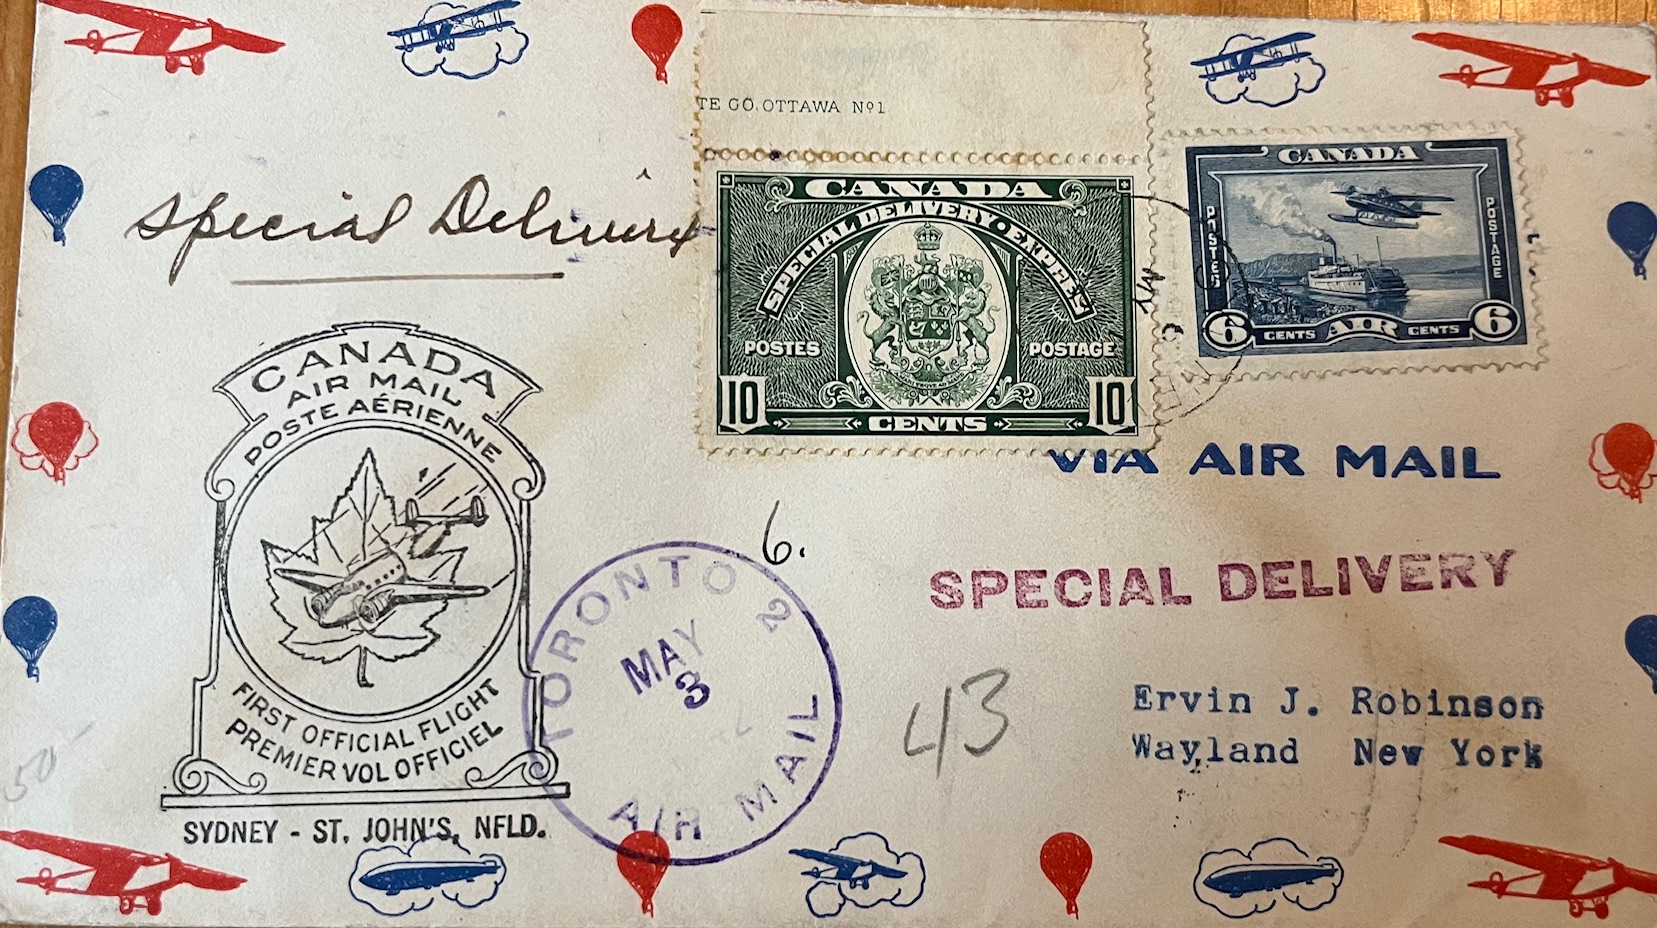 TE CO. OTTAWA Nº1
Special Delivery
CANADA
SPECIAL DELIVERY · EXPRES
POSTES
POSTAGE
10
10
CENTS
CANADA
POSTES
POSTAGE
6
CENTS
AIR
CENTS
6
VIA AIR MAIL
CANADA
AIR MAIL
POSTE AÉRIENNE
FIRST OFFICIAL FLIGHT
PREMIER VOL OFFICIEL
SYDNEY - ST. JOHN'S, NFLD.
6.
TORONTO 2
MAY
3
AIR MAIL
SPECIAL DELIVERY
43
Ervin J. Robinson
Wayland New York
50